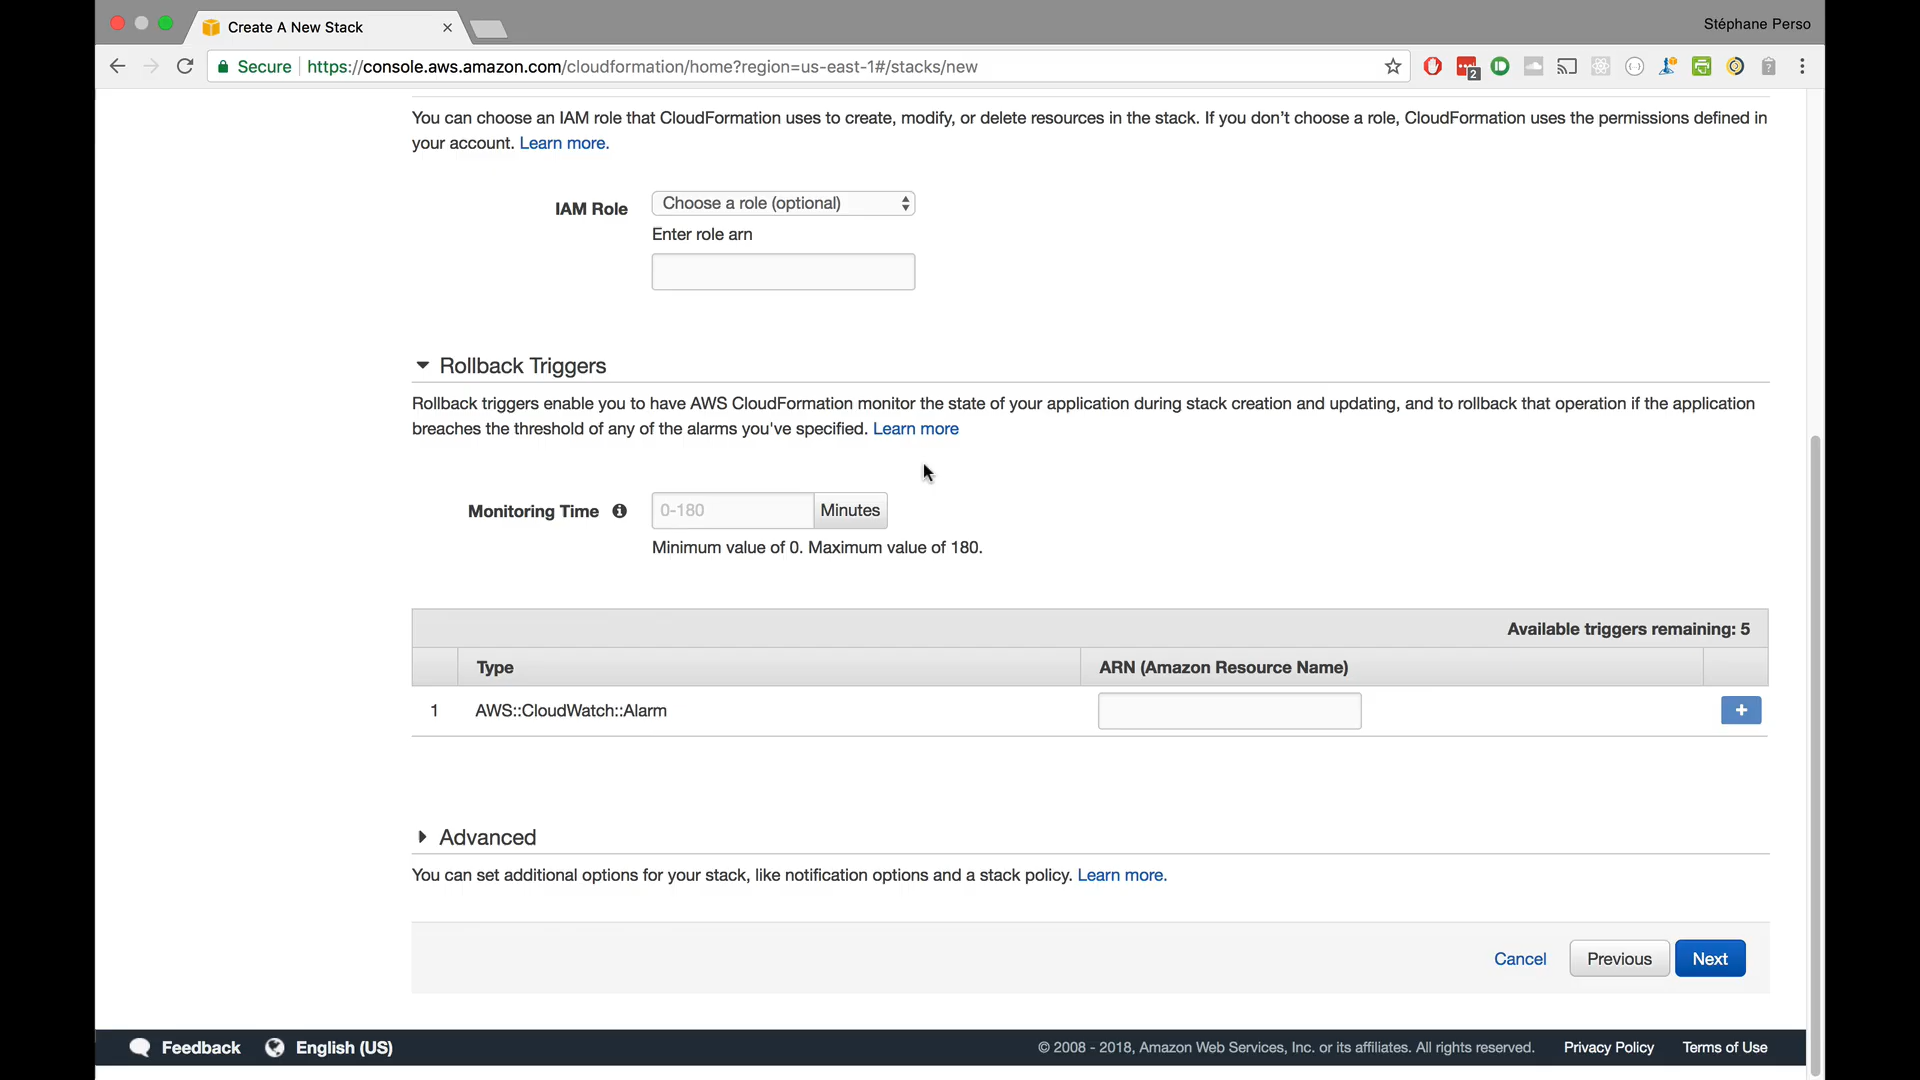 Create A New Stack
Stéphane Perso
Secure https://console.aws.amazon.com/cloudformation/home?region=us-east-1#/stacks/new
2
You can choose an IAM role that CloudFormation uses to create, modify, or delete resources in the stack. If you don’t choose a role, CloudFormation uses the permissions defined in
your account. Learn more.
IAM Role Choose a role (optional)
Enter role arn
Rollback Triggers
Rollback triggers enable you to have AWS CloudFormation monitor the state of your application during stack creation and updating, and to rollback that operation if the application
breaches the threshold of any of the alarms you've specified. Learn more
Monitoring Time 0-180 Minutes
Minimum value of 0. Maximum value of 180.
Available triggers remaining: 5
Type ARN (Amazon Resource Name)
1 AWS::CloudWatch::Alarm +
Advanced
You can set additional options for your stack, like notification options and a stack policy. Learn more.
Cancel Previous Next
Feedback English (US) © 2008 - 2018, Amazon Web Services, Inc. or its affiliates. All rights reserved. Privacy Policy Terms of Use